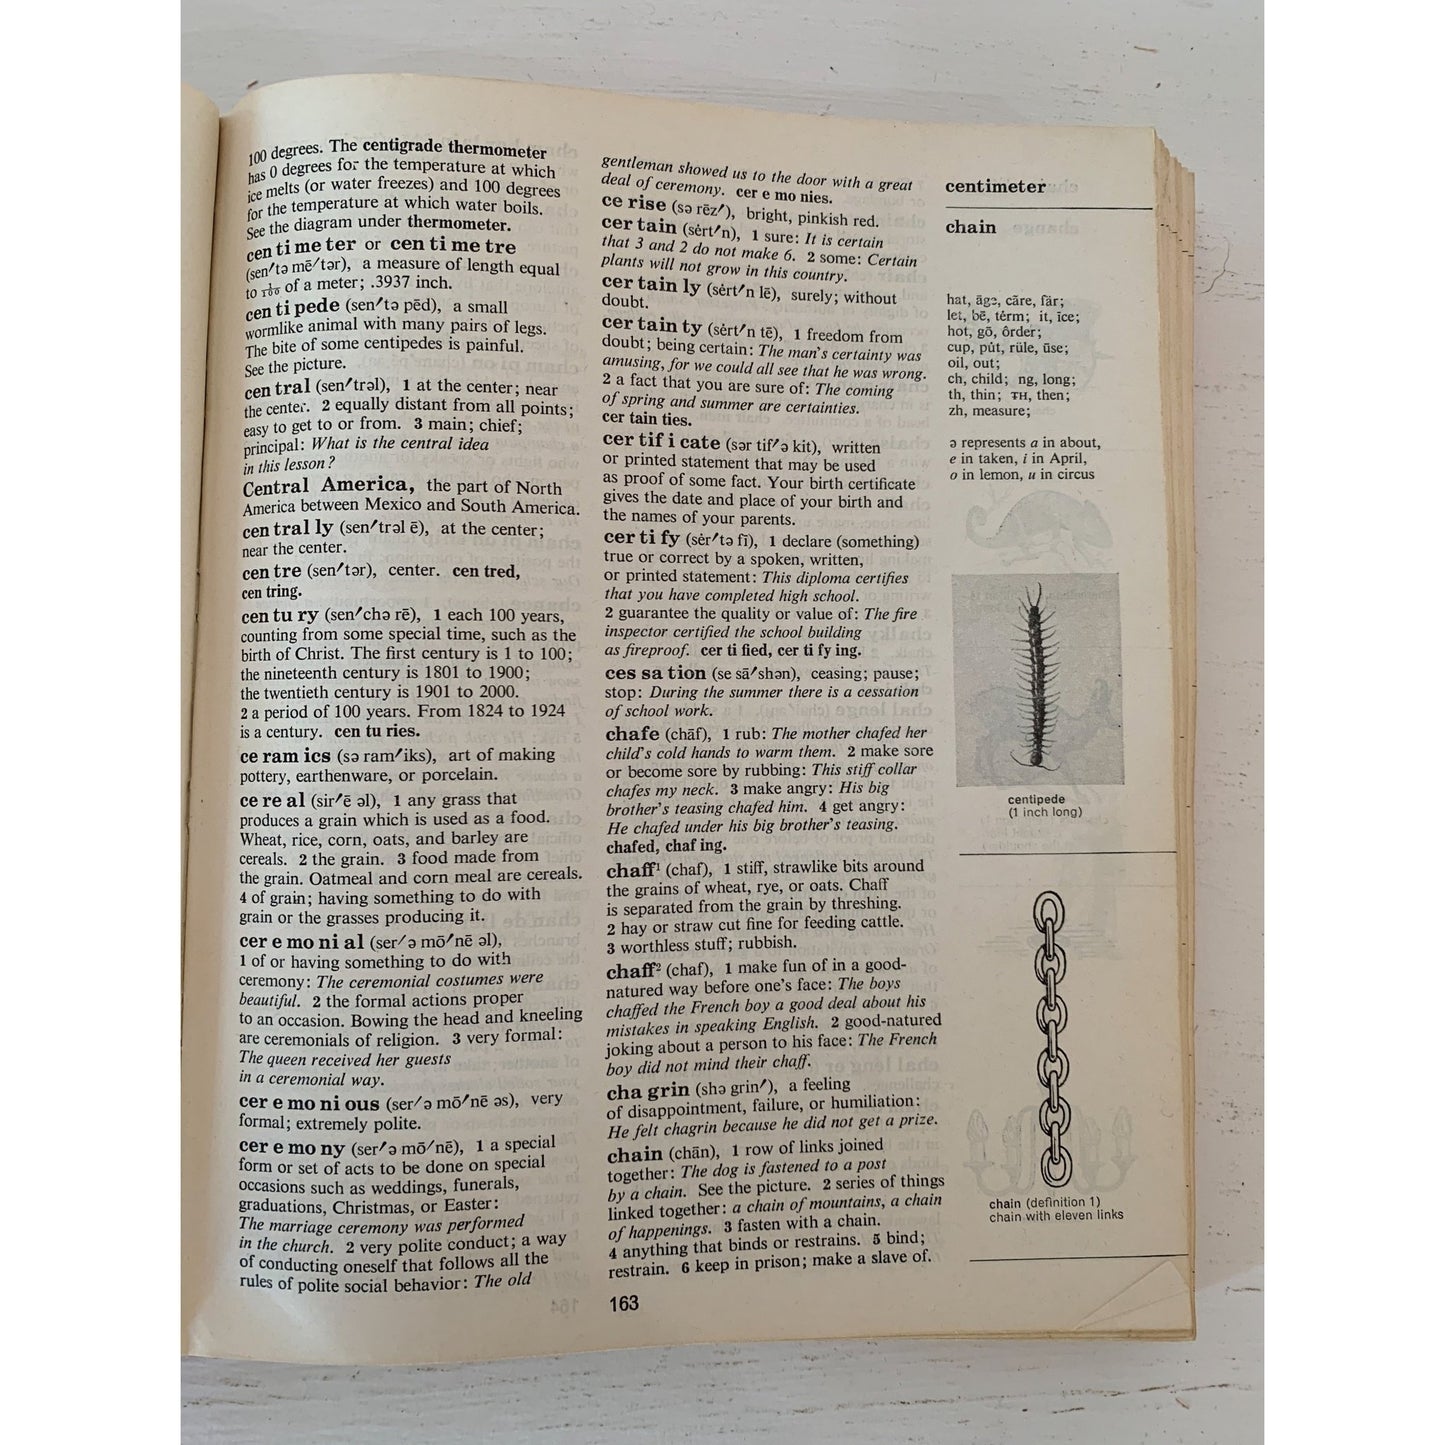 100 degrees. The centigrade thermometer
has 0 degrees for the temperature at which
ice melts (or water freezes) and 100 degrees
for the temperature at which water boils.
See the diagram under thermometer.
cen ti me ter or cen ti me tre
(sen′tə mē′tər), a measure of length equal
to 1/100 of a meter; .3937 inch.
cen ti pede (sen′tə pēd), a small
wormlike animal with many pairs of legs.
The bite of some centipedes is painful.
See the picture.
cen tral (sen′trəl), 1 at the center; near
the center. 2 equally distant from all points;
easy to get to or from. 3 main; chief;
principal: What is the central idea
in this lesson?
Central America, the part of North
America between Mexico and South America.
cen tral ly (sen′trəl ē), at the center;
near the center.
cen tre (sen′tər), center. cen tred,
cen tring.
cen tu ry (sen′chə rē), 1 each 100 years,
counting from some special time, such as the
birth of Christ. The first century is 1 to 100;
the nineteenth century is 1801 to 1900;
the twentieth century is 1901 to 2000.
2 a period of 100 years. From 1824 to 1924
is a century. cen tu ries.
ce ram ics (sə ram′iks), art of making
pottery, earthenware, or porcelain.
ce re al (sir′ē əl), 1 any grass that
produces a grain which is used as a food.
Wheat, rice, corn, oats, and barley are
cereals. 2 the grain. 3 food made from
the grain. Oatmeal and corn meal are cereals.
4 of grain; having something to do with
grain or the grasses producing it.
cer e mo ni al (ser′ə mō′nē əl),
1 of or having something to do with
ceremony: The ceremonial costumes were
beautiful. 2 the formal actions proper
to an occasion. Bowing the head and kneeling
are ceremonials of religion. 3 very formal:
The queen received her guests
in a ceremonial way.
cer e mo ni ous (ser′ə mō′nē əs), very
formal; extremely polite.
cer e mo ny (ser′ə mō′nē), 1 a special
form or set of acts to be done on special
occasions such as weddings, funerals,
graduations, Christmas, or Easter:
The marriage ceremony was performed
in the church. 2 very polite conduct; a way
of conducting oneself that follows all the
rules of polite social behavior: The old
gentleman showed us to the door with a great
deal of ceremony. cer e mo nies.
ce rise (sə rēz′), bright, pinkish red.
cer tain (sėrt′n), 1 sure: It is certain
that 3 and 2 do not make 6. 2 some: Certain
plants will not grow in this country.
cer tain ly (sėrt′n lē), surely; without
doubt.
cer tain ty (sėrt′n tē), 1 freedom from
doubt; being certain: The man's certainty was
amusing, for we could all see that he was wrong.
2 a fact that you are sure of: The coming
of spring and summer are certainties.
cer tain ties.
cer tif i cate (sər tif′ə kit), written
or printed statement that may be used
as proof of some fact. Your birth certificate
gives the date and place of your birth and
the names of your parents.
cer ti fy (sėr′tə fī), 1 declare (something)
true or correct by a spoken, written,
or printed statement: This diploma certifies
that you have completed high school.
2 guarantee the quality or value of: The fire
inspector certified the school building
as fireproof. cer ti fied, cer ti fy ing.
ces sa tion (se sā′shən), ceasing; pause;
stop: During the summer there is a cessation
of school work.
chafe (chāf), 1 rub: The mother chafed her
child's cold hands to warm them. 2 make sore
or become sore by rubbing: This stiff collar
chafes my neck. 3 make angry: His big
brother's teasing chafed him. 4 get angry:
He chafed under his big brother's teasing.
chafed, chaf ing.
chaff¹ (chaf), 1 stiff, strawlike bits around
the grains of wheat, rye, or oats. Chaff
is separated from the grain by threshing.
2 hay or straw cut fine for feeding cattle.
3 worthless stuff; rubbish.
chaff² (chaf), 1 make fun of in a good-
natured way before one's face: The boys
chaffed the French boy a good deal about his
mistakes in speaking English. 2 good-natured
joking about a person to his face: The French
boy did not mind their chaff.
cha grin (shə grin′), a feeling
of disappointment, failure, or humiliation:
He felt chagrin because he did not get a prize.
chain (chān), 1 row of links joined
together: The dog is fastened to a post
by a chain. See the picture. 2 series of things
linked together: a chain of mountains, a chain
of happenings. 3 fasten with a chain.
4 anything that binds or restrains. 5 bind;
restrain. 6 keep in prison; make a slave of.
163
centimeter
chain
hat, āge, cãre, fär;
let, bē, tėrm; it, īce;
hot, gō, ôrder;
cup, pu̇t, rüle, ūse;
oil, out;
ch, child; ng, long;
th, thin; ŦH, then;
zh, measure;
ə represents a in about,
e in taken, i in April,
o in lemon, u in circus
centipede
(1 inch long)
chain (definition 1)
chain with eleven links